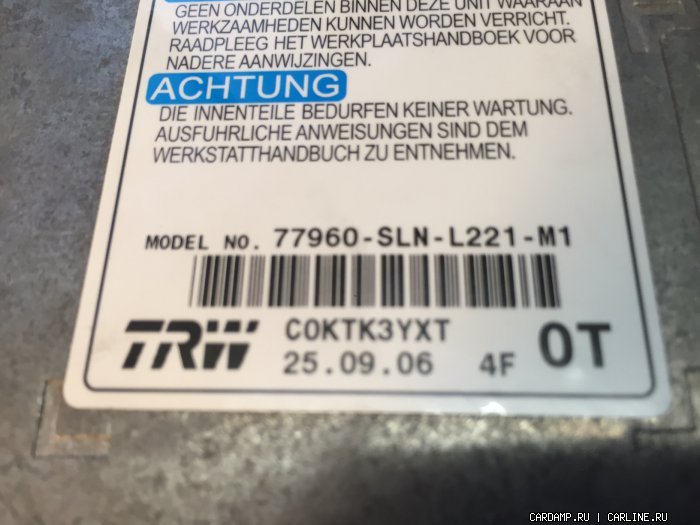 GEEN ONDERDELEN BINNEN DEZE UNIT WAARAAN
WERKZAAMHEDEN KUNNEN WORDEN VERRICHT.
RAADPLEEG HET WERKPLAATSHANDBOEK VOOR
NADERE AANWIJZINGEN.
ACHTUNG
DIE INNENTEILE BEDURFEN KEINER WARTUNG.
AUSFUHRLICHE ANWEISUNGEN SIND DEM
WERKSTATTHANDBUCH ZU ENTNEHMEN.
MODEL NO. 77960-SLN-L221-M1
TRW C0KTK3YXT 0T
25.09.06 4F
CARDAMP.RU | CARLINE.RU